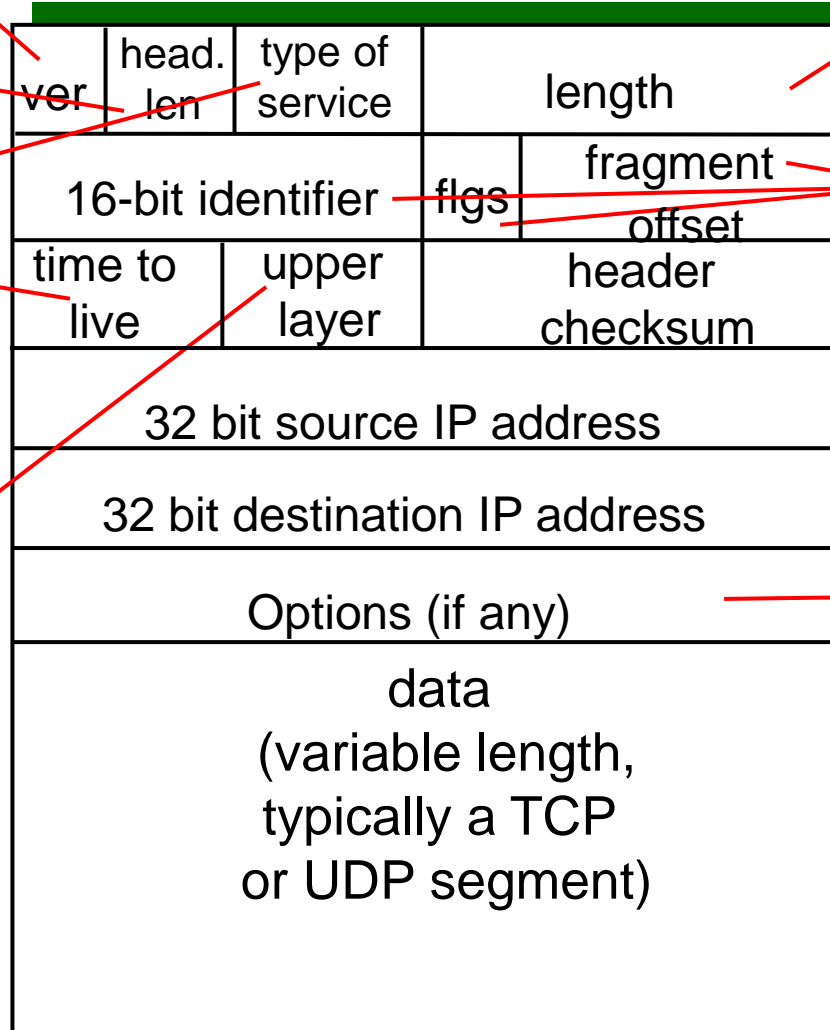 ver
head.
len
type of
service
length
16-bit identifier
flgs
fragment
offset
time to
live
upper
layer
header
checksum
32 bit source IP address
32 bit destination IP address
Options (if any)
data
(variable length,
typically a TCP
or UDP segment)